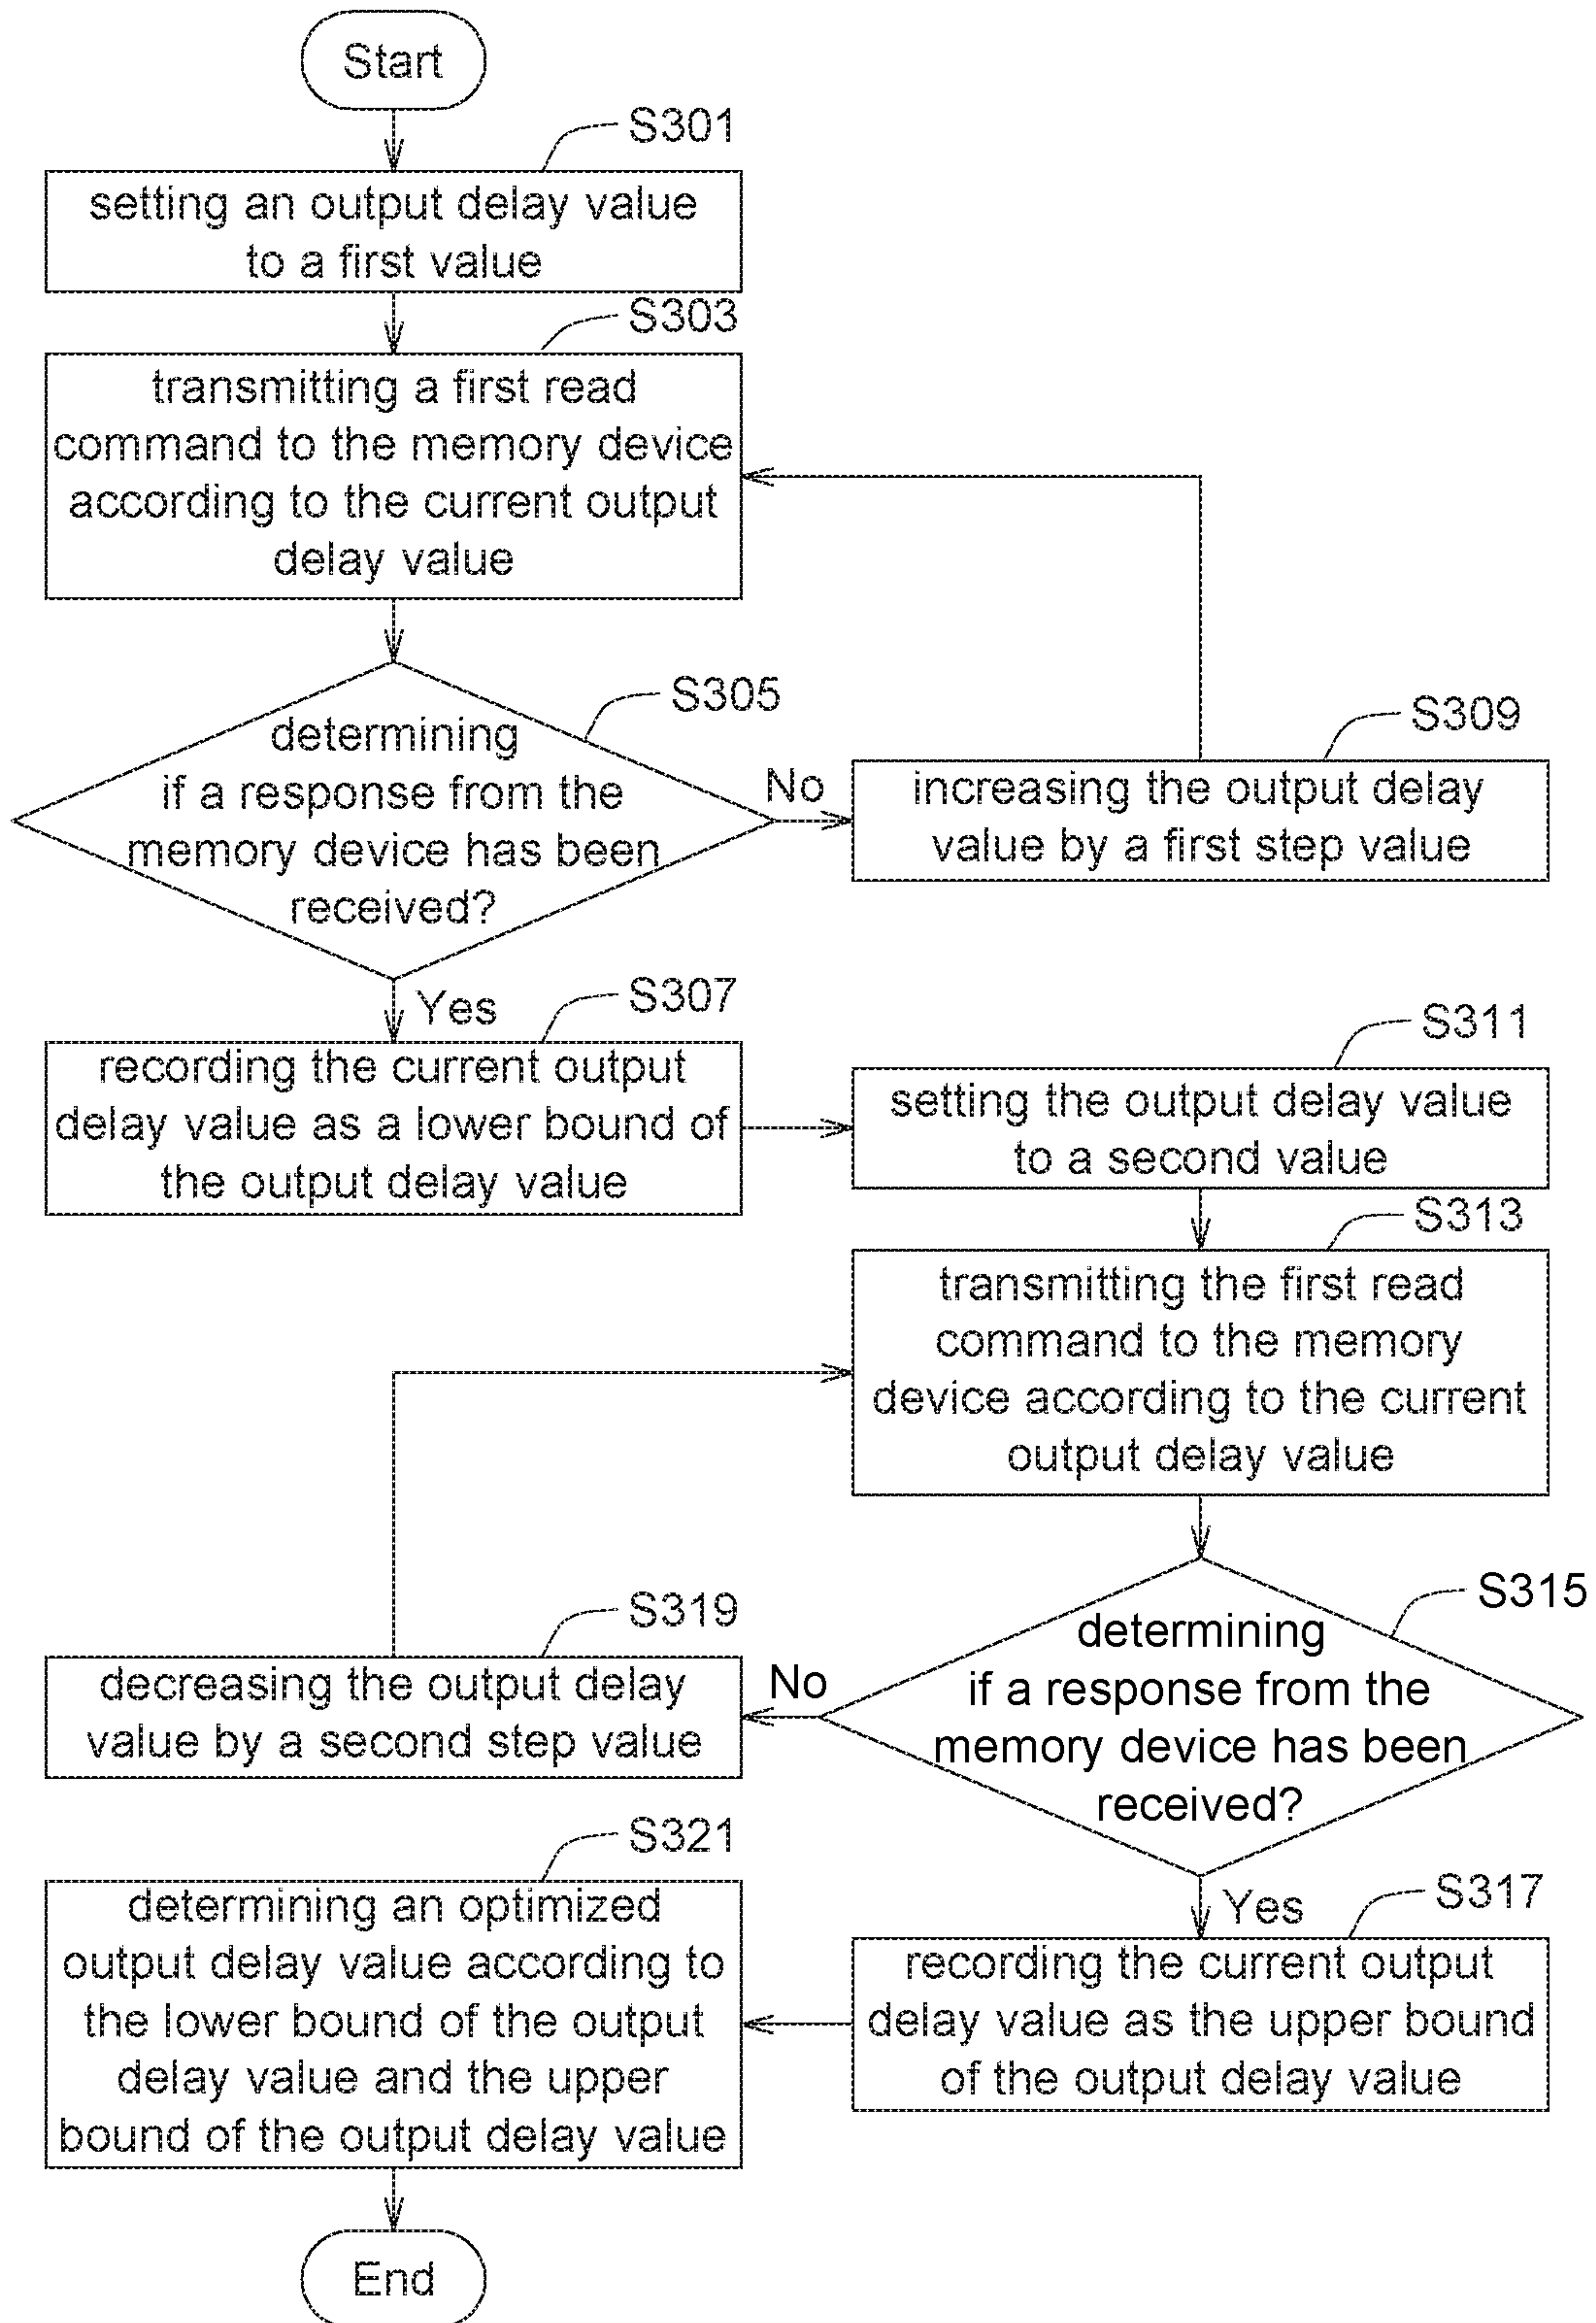 Start
S301
setting an output delay value
to a first value
S303
transmitting a first read
command to the memory device
according to the current output
delay value
S305
determining
if a response from the
memory device has been
received?
No
S309
increasing the output delay
value by a first step value
Yes
S307
recording the current output
delay value as a lower bound of
the output delay value
S311
setting the output delay value
to a second value
S313
transmitting the first read
command to the memory
device according to the current
output delay value
S315
determining
if a response from the
memory device has been
received?
No
S319
decreasing the output delay
value by a second step value
Yes
S317
recording the current output
delay value as the upper bound
of the output delay value
S321
determining an optimized
output delay value according to
the lower bound of the output
delay value and the upper
bound of the output delay value
End